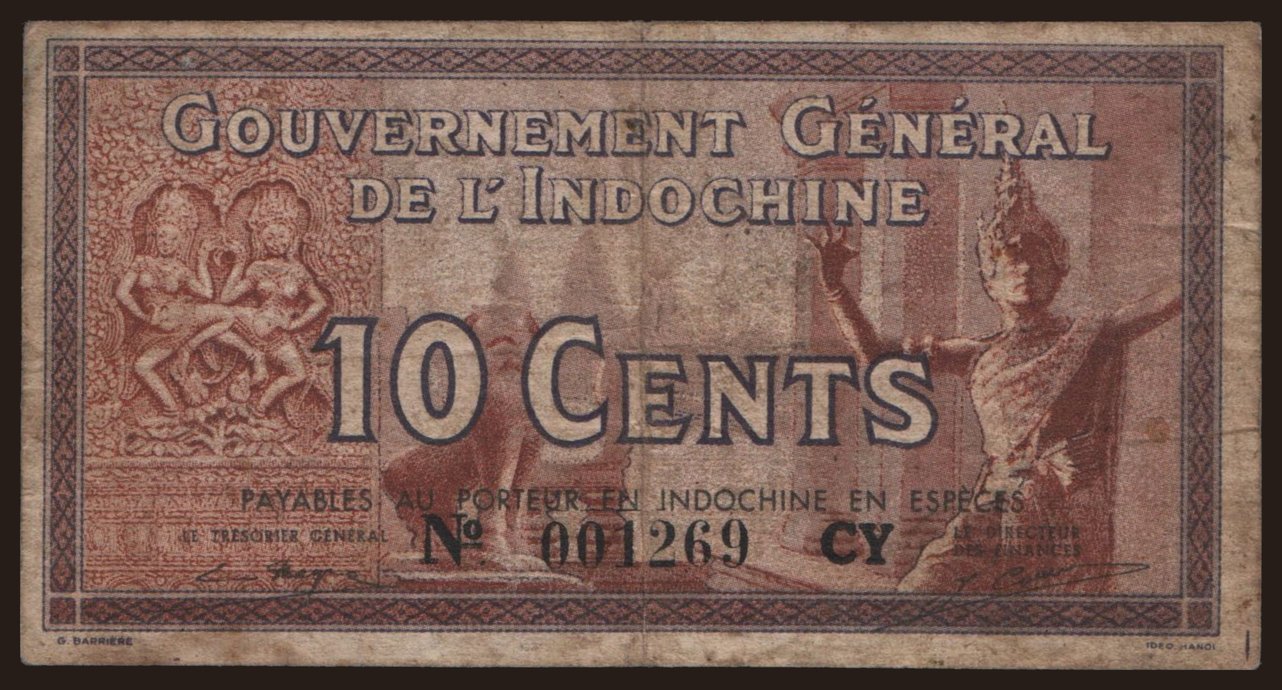 GOUVERNEMENT GÉNÉRAL
DE L'INDOCHINE
10 CENTS
PAYABLES AU PORTEUR EN INDOCHINE EN ESPÈCES
LE TRÉSORIER GÉNÉRAL
Nº 001269 CY
LE DIRECTEUR
DES FINANCES
G. BARRIÈRE
IDEO. HANOI